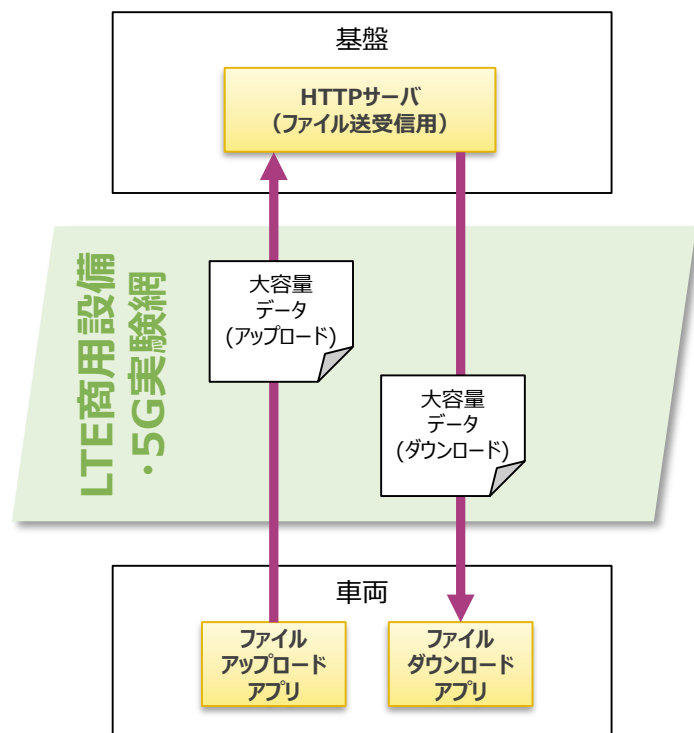 基盤
HTTPサーバ
（ファイル送受信用）
LTE商用設備
・5G実験網
大容量
データ
(アップロード)
大容量
データ
(ダウンロード)
車両
ファイル
アップロード
アプリ
ファイル
ダウンロード
アプリ